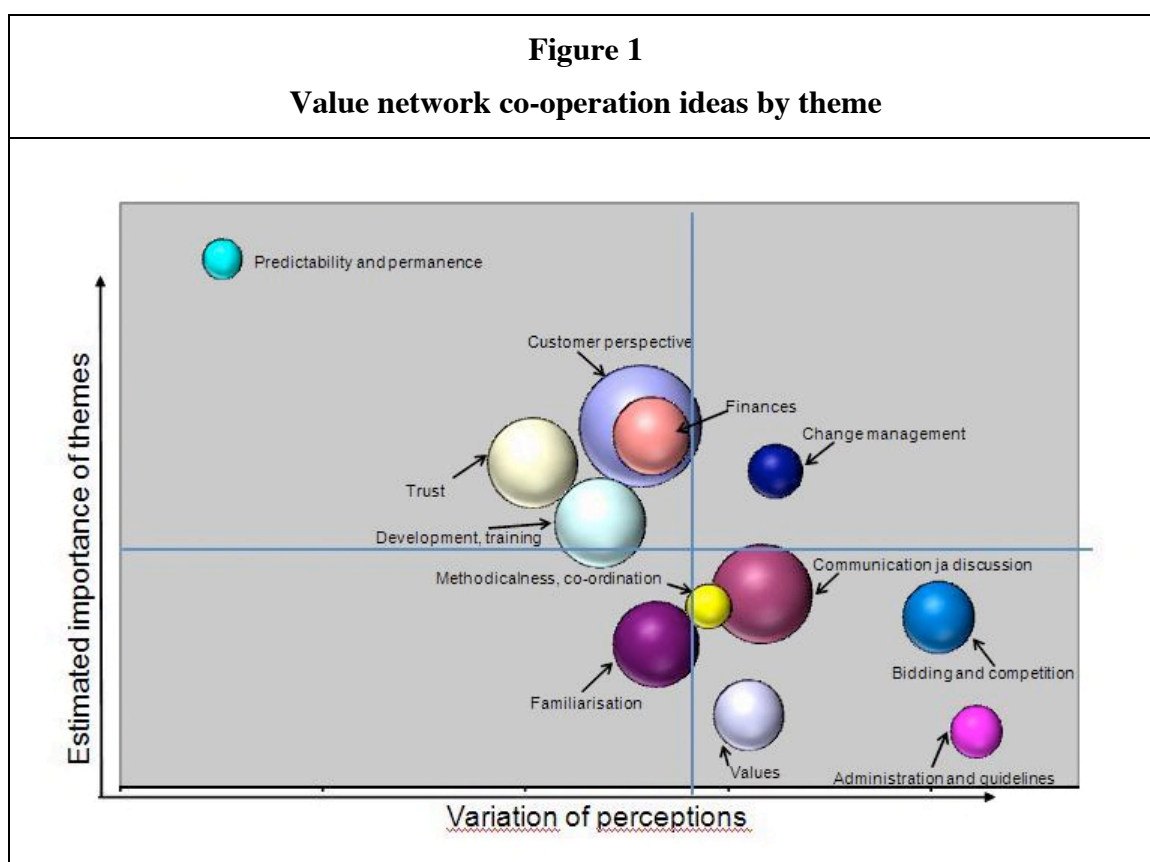 Figure 1
Value network co-operation ideas by theme
Predictability and permanence
Customer perspective
Finances
Change management
Trust
Development, training
Methodicalness, co-ordination
Communication ja discussion
Familiarisation
Bidding and competition
Values
Administration and quidelines
Estimated importance of themes
Variation of perceptions